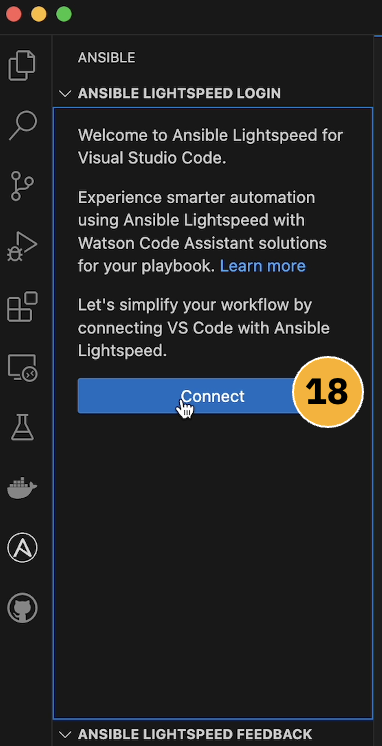 ANSIBLE
ANSIBLE LIGHTSPEED LOGIN
Welcome to Ansible Lightspeed for
Visual Studio Code.
Experience smarter automation
using Ansible Lightspeed with
Watson Code Assistant solutions
for your playbook. Learn more
Let's simplify your workflow by
connecting VS Code with Ansible
Lightspeed.
Connect
18
ANSIBLE LIGHTSPEED FEEDBACK